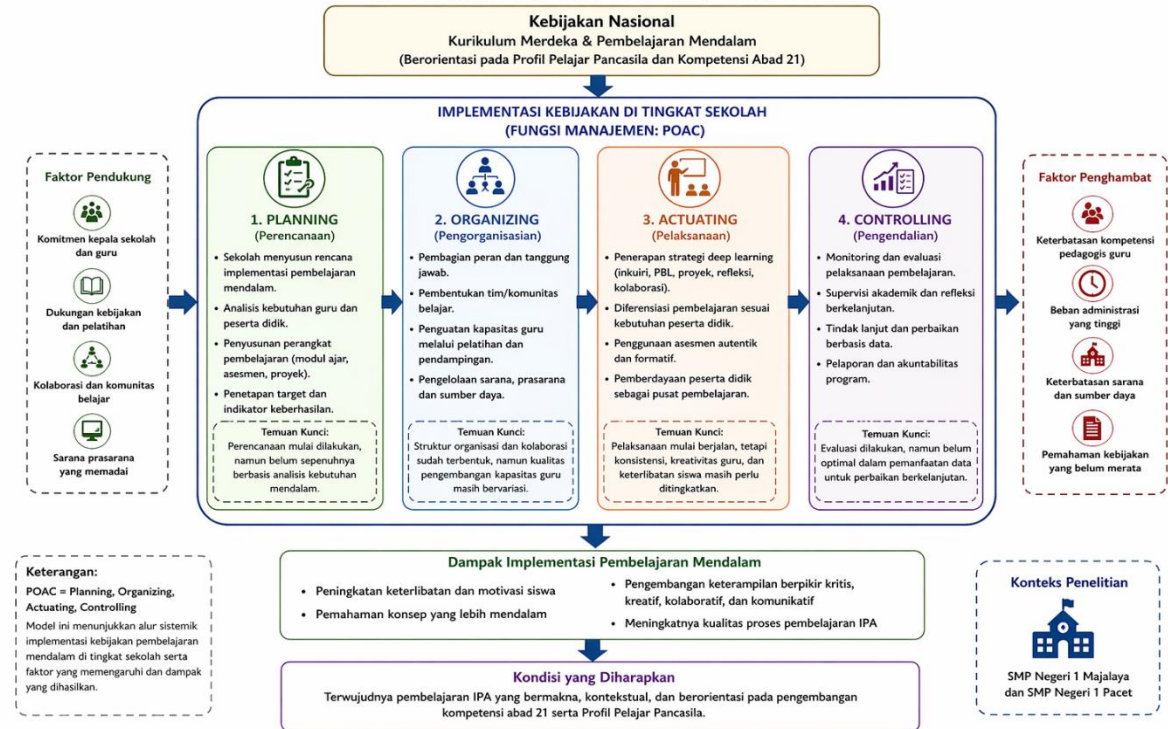 Kebijakan Nasional
Kurikulum Merdeka & Pembelajaran Mendalam
(Berorientasi pada Profil Pelajar Pancasila dan Kompetensi Abad 21)
IMPLEMENTASI KEBIJAKAN DI TINGKAT SEKOLAH
(FUNGSI MANAJEMEN: POAC)
Faktor Pendukung
Komitmen kepala sekolah
dan guru
Dukungan kebijakan
dan pelatihan
Kolaborasi dan komunitas
belajar
Sarana prasarana
yang memadai
1. PLANNING
(Perencanaan)
• Sekolah menyusun rencana
implementasi pembelajaran
mendalam.
• Analisis kebutuhan guru dan
peserta didik.
• Penyusunan perangkat
pembelajaran (modul ajar,
asesmen, proyek).
• Penetapan target dan
indikator keberhasilan.
Temuan Kunci:
Perencanaan mulai dilakukan,
namun belum sepenuhnya
berbasis analisis kebutuhan
mendalam.
2. ORGANIZING
(Pengorganisasian)
• Pembagian peran dan tanggung
jawab.
• Pembentukan tim/komunitas
belajar.
• Penguatan kapasitas guru
melalui pelatihan dan
pendampingan.
• Pengelolaan sarana, prasarana
dan sumber daya.
Temuan Kunci:
Struktur organisasi dan kolaborasi
sudah terbentuk, namun kualitas
pengembangan kapasitas guru
masih bervariasi.
3. ACTUATING
(Pelaksanaan)
• Penerapan strategi deep learning
(inkuiri, PBL, proyek, refleksi,
kolaborasi).
• Diferensiasi pembelajaran sesuai
kebutuhan peserta didik.
• Penggunaan asesmen autentik
dan formatif.
• Pemberdayaan peserta didik
sebagai pusat pembelajaran.
Temuan Kunci:
Pelaksanaan mulai berjalan, tetapi
konsistensi, kreativitas guru, dan
keterlibatan siswa masih perlu
ditingkatkan.
4. CONTROLLING
(Pengendalian)
• Monitoring dan evaluasi
pelaksanaan pembelajaran.
• Supervisi akademik dan refleksi
berkelanjutan.
• Tindak lanjut dan perbaikan
berbasis data.
• Pelaporan dan akuntabilitas
program.
Temuan Kunci:
Evaluasi dilakukan, namun belum
optimal dalam pemanfaatan data
untuk perbaikan berkelanjutan.
Faktor Penghambat
Keterbatasan kompetensi
pedagogis guru
Beban administrasi
yang tinggi
Keterbatasan sarana
dan sumber daya
Pemahaman kebijakan
yang belum merata
Dampak Implementasi Pembelajaran Mendalam
• Peningkatan keterlibatan dan motivasi siswa
• Pemahaman konsep yang lebih mendalam
• Pengembangan keterampilan berpikir kritis,
kreatif, kolaboratif, dan komunikatif
• Meningkatnya kualitas proses pembelajaran IPA
Keterangan:
POAC = Planning, Organizing,
Actuating, Controlling
Model ini menunjukkan alur sistemik
implementasi kebijakan pembelajaran
mendalam di tingkat sekolah serta
faktor yang memengaruhi dan dampak
yang dihasilkan.
Kondisi yang Diharapkan
Terwujudnya pembelajaran IPA yang bermakna, kontekstual, dan berorientasi pada pengembangan
kompetensi abad 21 serta Profil Pelajar Pancasila.
Konteks Penelitian
SMP Negeri 1 Majalaya
dan SMP Negeri 1 Pacet